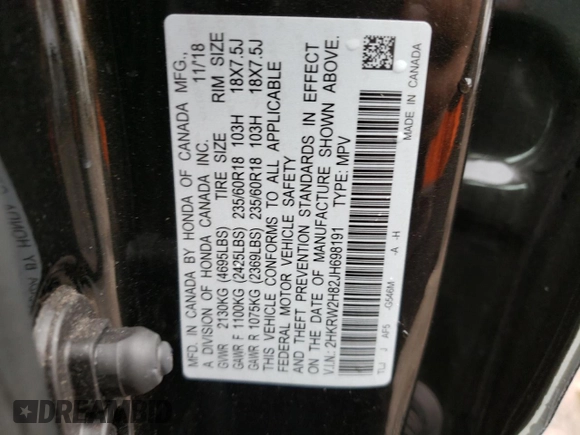 MFD. IN CANADA BY HONDA OF CANADA MFG.,
A DIVISION OF HONDA CANADA INC. 11/18
GVWR 2130KG (4695LBS) TIRE SIZE RIM SIZE
GAWR F 1100KG (2425LBS) 235/60R18 103H 18X7.5J
GAWR R 1075KG (2369LBS) 235/60R18 103H 18X7.5J
THIS VEHICLE CONFORMS TO ALL APPLICABLE
FEDERAL MOTOR VEHICLE SAFETY
AND THEFT PREVENTION STANDARDS IN EFFECT
ON THE DATE OF MANUFACTURE SHOWN ABOVE.
V.I.N.: 2HKRW2H82JH698191 TYPE: MPV
TLJ J AP5 -G546M- -A -H MADE IN CANADA
DREAMBID